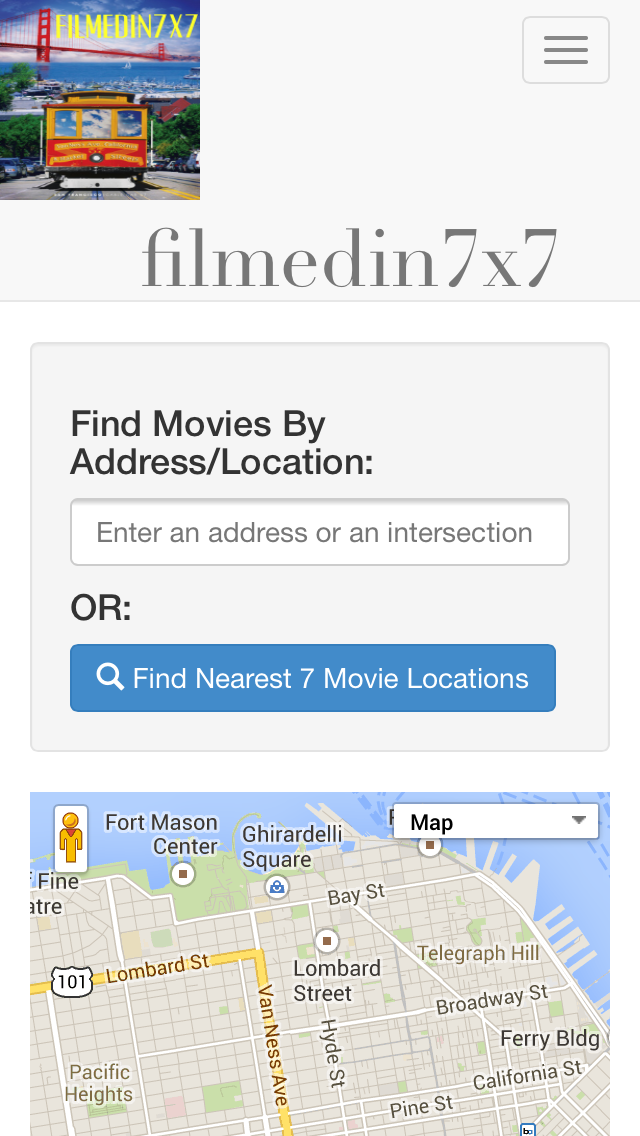 FILMEDIN7X7
filmedin7x7
Find Movies By
Address/Location:
Enter an address or an intersection
OR:
Find Nearest 7 Movie Locations
Map
Fort Mason
Center
Ghirardelli
Square
Fine
atre
Bay St
Telegraph Hill
Lombard St
101
Lombard
Street
Broadway St
Van Ness Ave
Hyde St
Ferry Bldg
Pacific
Heights
California St
Pine St